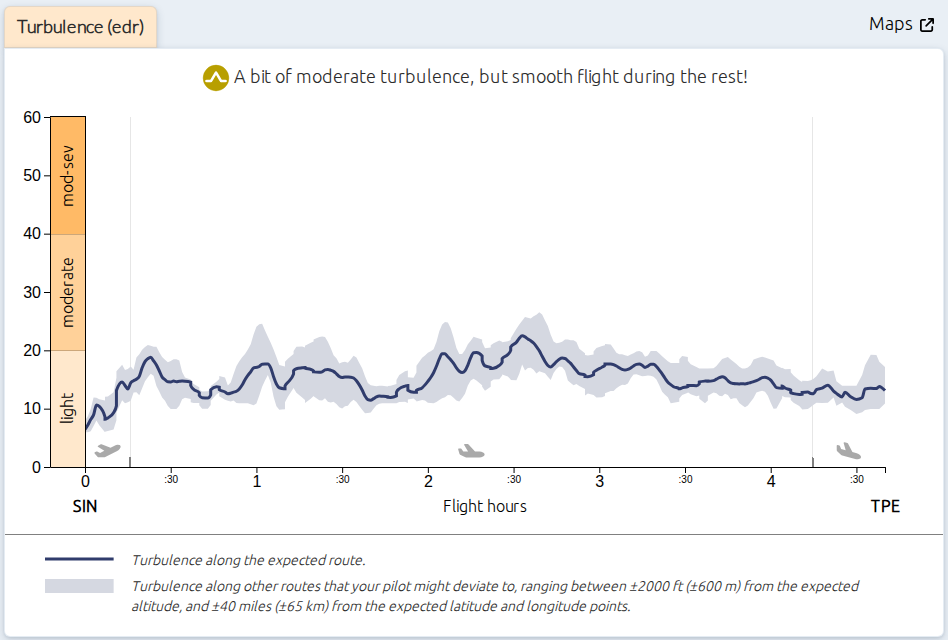 Turbulence (edr)
Maps
A bit of moderate turbulence, but smooth flight during the rest!
60
50
40
30
20
10
0
mod-sev
moderate
light
0 :30 1 :30 2 :30 3 :30 4 :30
SIN Flight hours TPE
Turbulence along the expected route.
Turbulence along other routes that your pilot might deviate to, ranging between ±2000 ft (±600 m) from the expected
altitude, and ±40 miles (±65 km) from the expected latitude and longitude points.